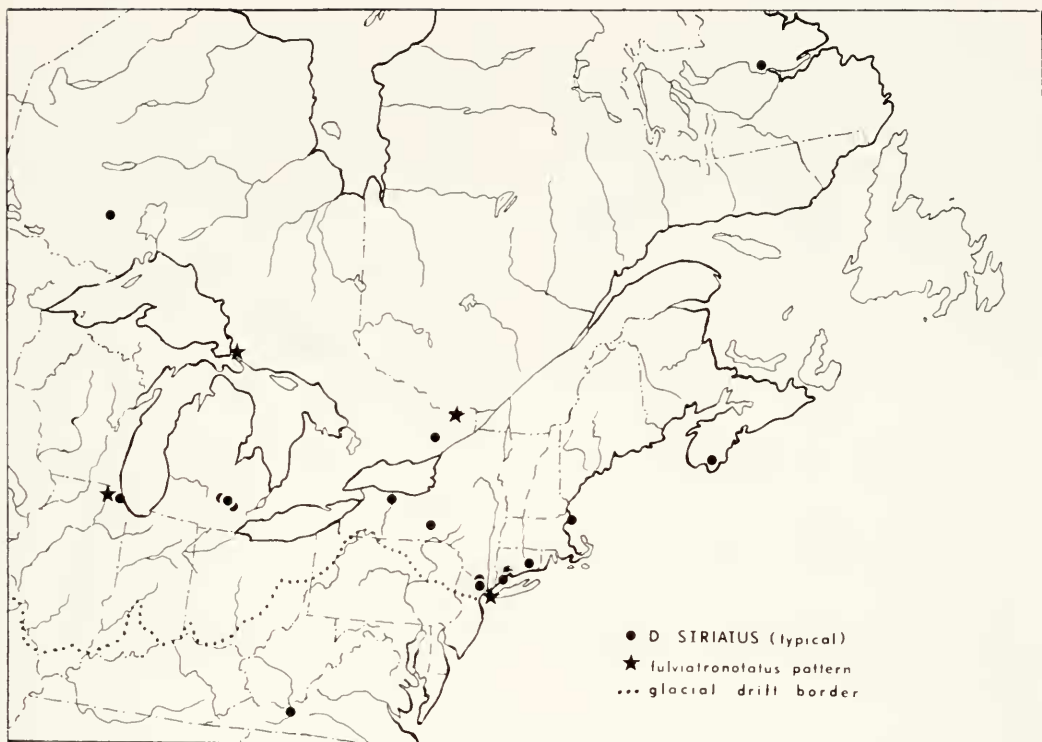 ● D STRIATUS (typical)
★ fulviatronotatus pattern
... glacial drift border